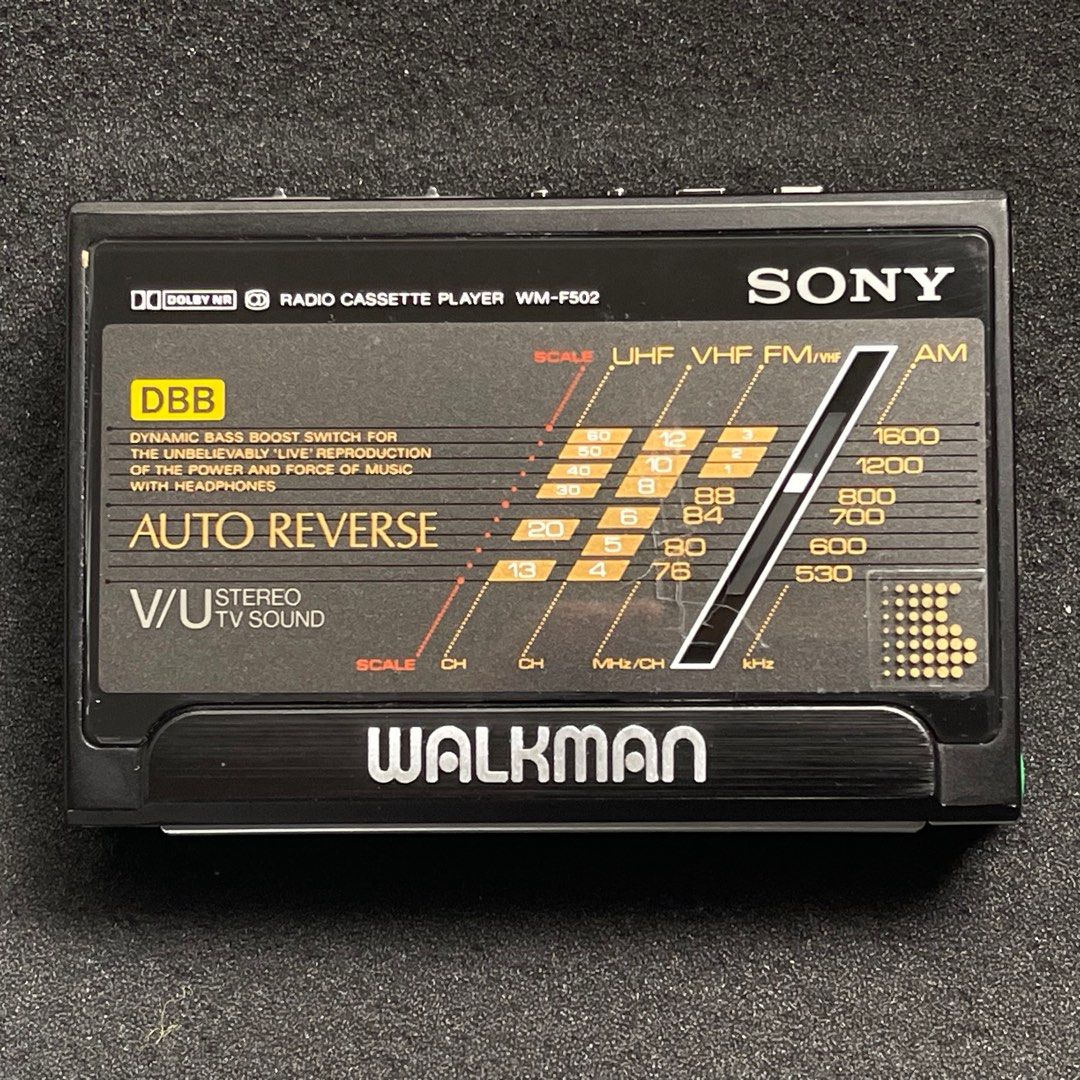 SONY
DOLBY NR RADIO CASSETTE PLAYER WM-F502
SCALE UHF VHF FM/VHF AM
DBB
DYNAMIC BASS BOOST SWITCH FOR
THE UNBELIEVABLY 'LIVE' REPRODUCTION
OF THE POWER AND FORCE OF MUSIC
WITH HEADPHONES
60 12 3 1600
50 2
40 10 1 1200
30 8 88 800
AUTO REVERSE
20 6 84 700
5 80 600
13 4 76 530
V/U STEREO
TV SOUND
SCALE CH CH MHz/CH kHz
WALKMAN